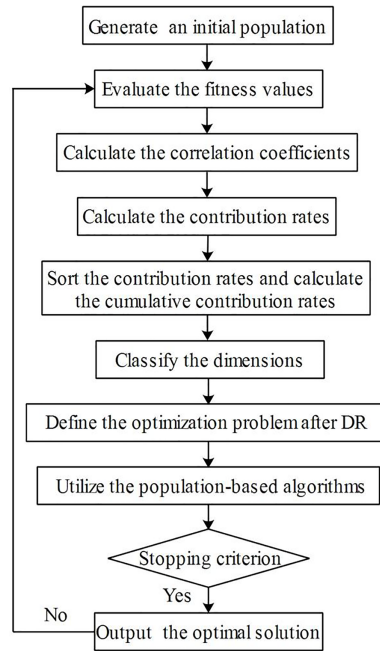 Generate an initial population
Evaluate the fitness values
Calculate the correlation coefficients
Calculate the contribution rates
Sort the contribution rates and calculate
the cumulative contribution rates
Classify the dimensions
Define the optimization problem after DR
Utilize the population-based algorithms
Stopping criterion
Yes
No
Output the optimal solution